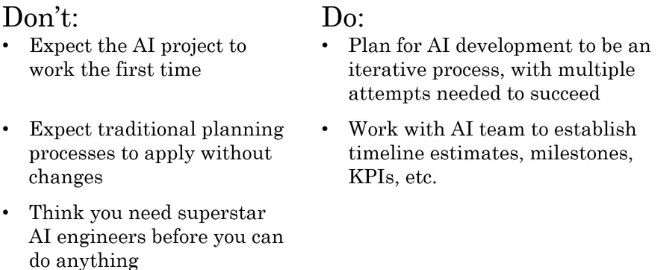 Don't:
• Expect the AI project to
work the first time
• Expect traditional planning
processes to apply without
changes
• Think you need superstar
AI engineers before you can
do anything
Do:
• Plan for AI development to be an
iterative process, with multiple
attempts needed to succeed
• Work with AI team to establish
timeline estimates, milestones,
KPIs, etc.